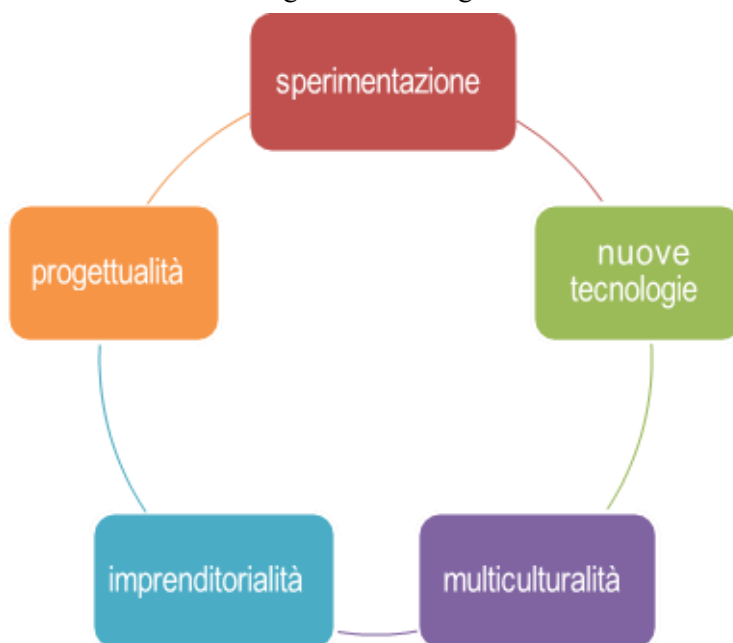 sperimentazione
nuove
tecnologie
multiculturalità
imprenditorialità
progettualità